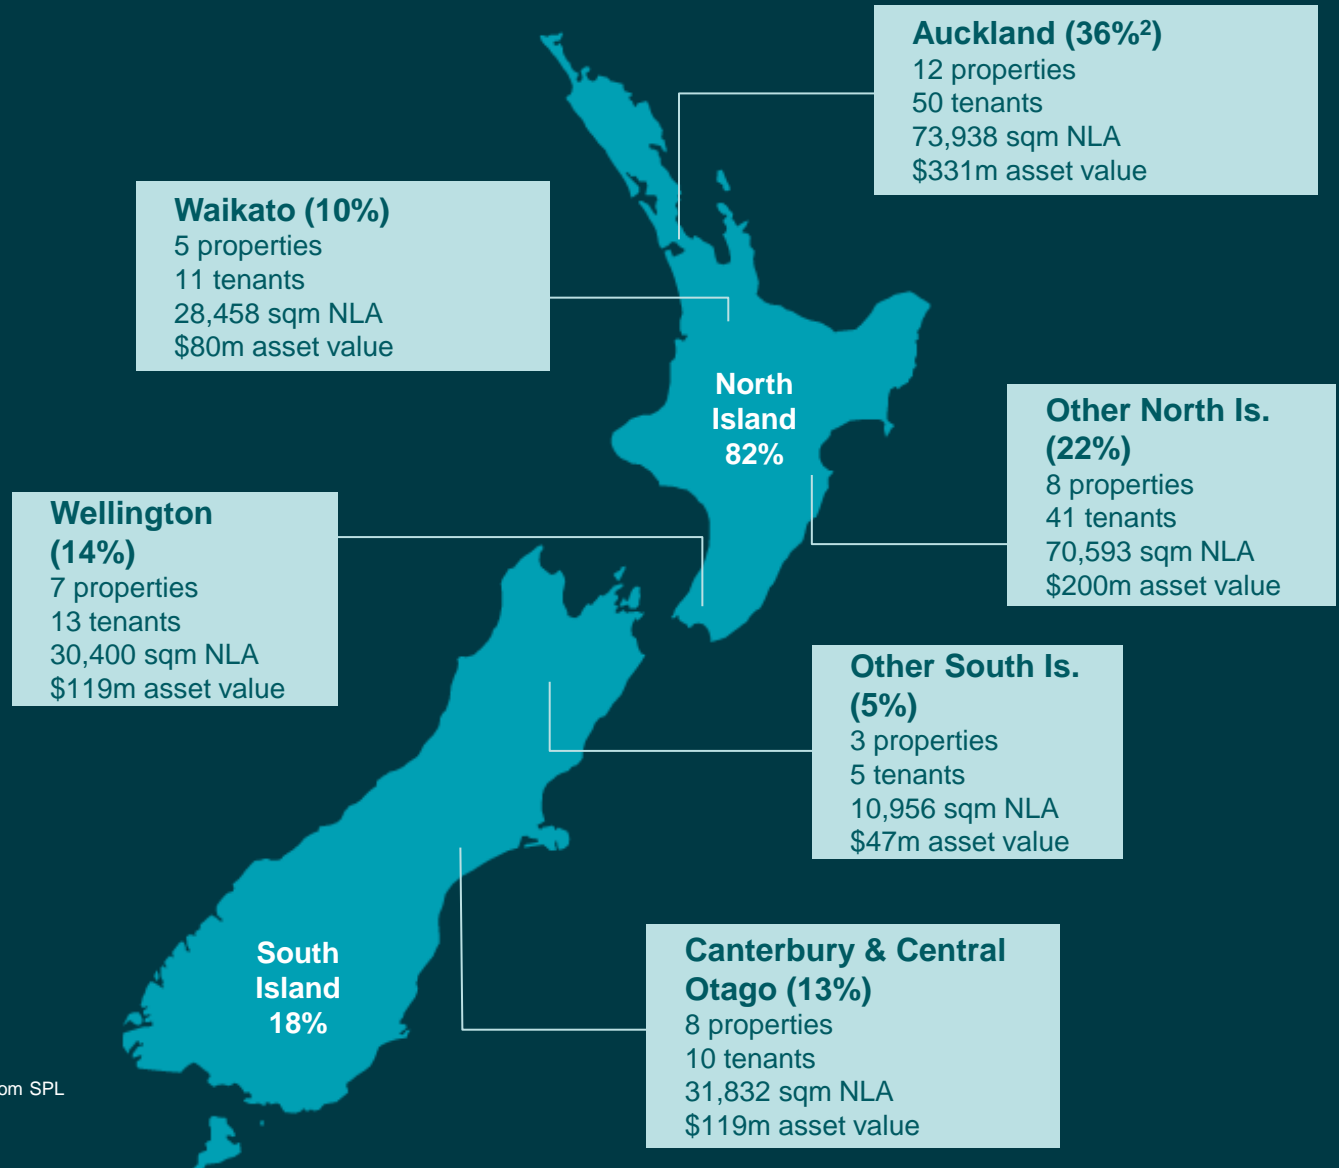 Auckland (36%²)
12 properties
50 tenants
73,938 sqm NLA
$331m asset value
Waikato (10%)
5 properties
11 tenants
28,458 sqm NLA
$80m asset value
North
Island
82%
Other North Is.
(22%)
8 properties
41 tenants
70,593 sqm NLA
$200m asset value
Wellington
(14%)
7 properties
13 tenants
30,400 sqm NLA
$119m asset value
Other South Is.
(5%)
3 properties
5 tenants
10,956 sqm NLA
$47m asset value
South
Island
18%
Canterbury & Central
Otago (13%)
8 properties
10 tenants
31,832 sqm NLA
$119m asset value
om SPL